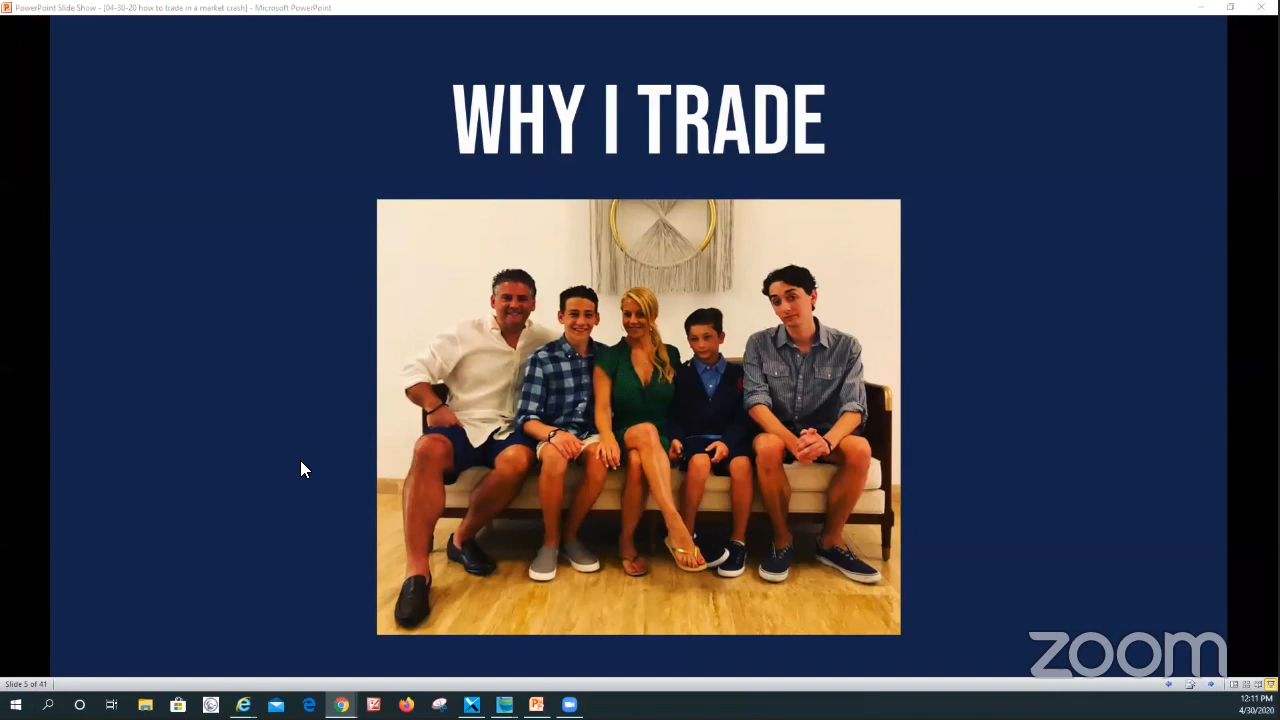 PowerPoint Slide Show - [04-30-20 how to trade in a market crash] - Microsoft PowerPoint
WHY I TRADE
zoom
Slide 5 of 41
12:11 PM
4/30/2020